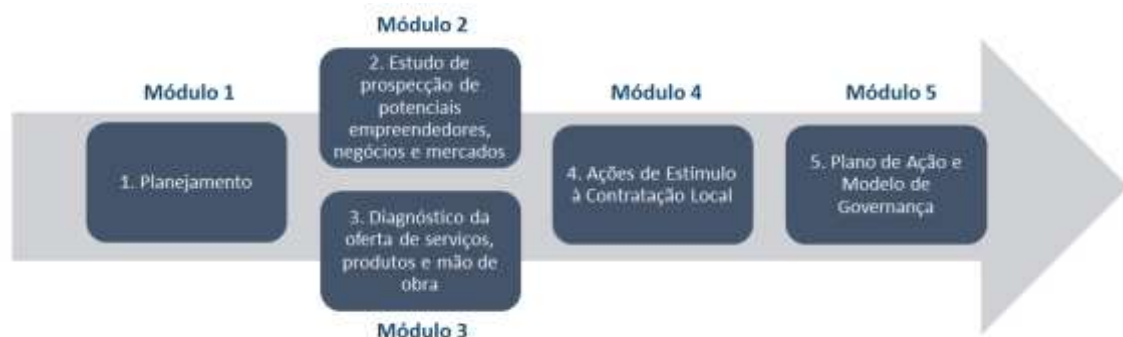 Módulo 1
1. Planejamento
Módulo 2
2. Estudo de
prospecção de
potenciais
empreendedores,
negócios e mercados
3. Diagnóstico da
oferta de serviços,
produtos e mão de
obra
Módulo 3
Módulo 4
4. Ações de Estímulo
à Contratação Local
Módulo 5
5. Plano de Ação e
Modelo de
Governança